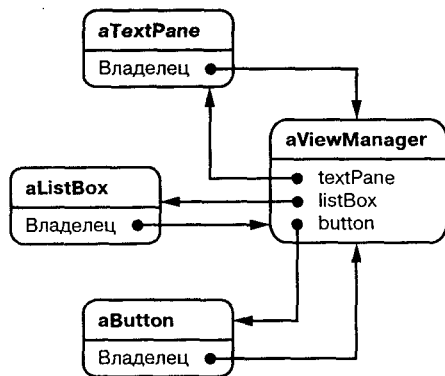 aTextPane
Владелец
aViewManager
textPane
listBox
button
aListBox
Владелец
aButton
Владелец